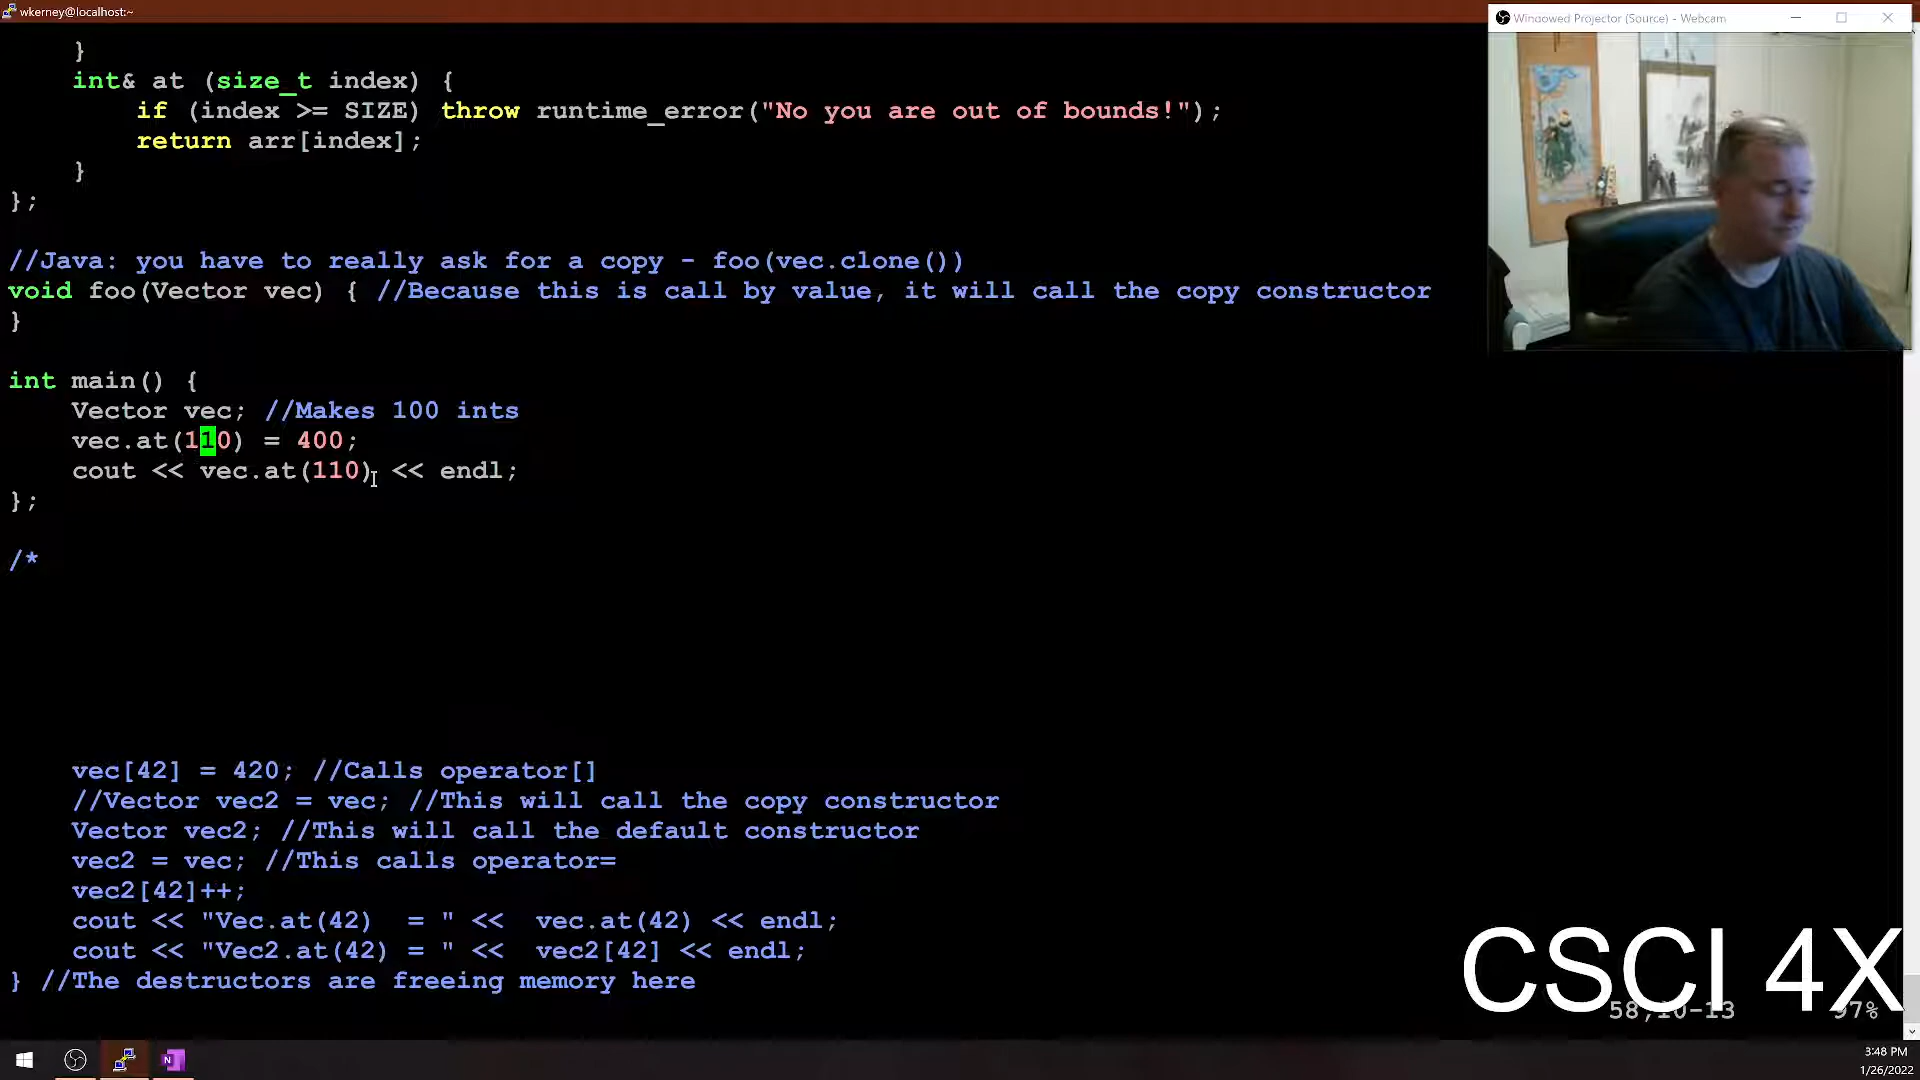 wkerney@localhost:~
Windowed Projector (Source) - Webcam
}
int& at (size_t index) {
if (index >= SIZE) throw runtime_error("No you are out of bounds!");
return arr[index];
}
};
//Java: you have to really ask for a copy - foo(vec.clone())
void foo(Vector vec) { //Because this is call by value, it will call the copy constructor
}
int main() {
Vector vec; //Makes 100 ints
vec.at(110) = 400;
cout << vec.at(110) << endl;
};
/*
vec[42] = 420; //Calls operator[]
//Vector vec2 = vec; //This will call the copy constructor
Vector vec2; //This will call the default constructor
vec2 = vec; //This calls operator=
vec2[42]++;
cout << "Vec.at(42)  = " <<  vec.at(42) << endl;
cout << "Vec2.at(42) = " <<  vec2[42] << endl;
} //The destructors are freeing memory here
CSCI 4X
58,10-13 97%
N
3:48 PM
1/26/2022